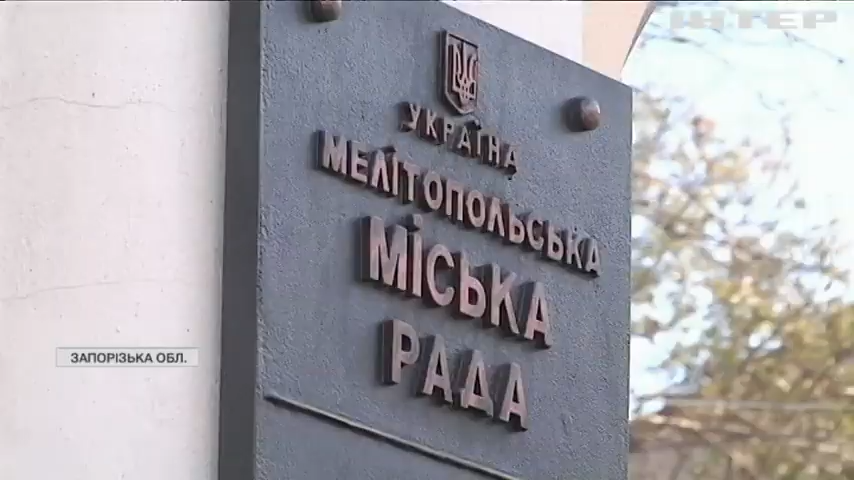 ІНТЕР
УКРАЇНА
МЕЛІТОПОЛЬСЬКА
МІСЬКА
РАДА
ЗАПОРІЗЬКА ОБЛ.